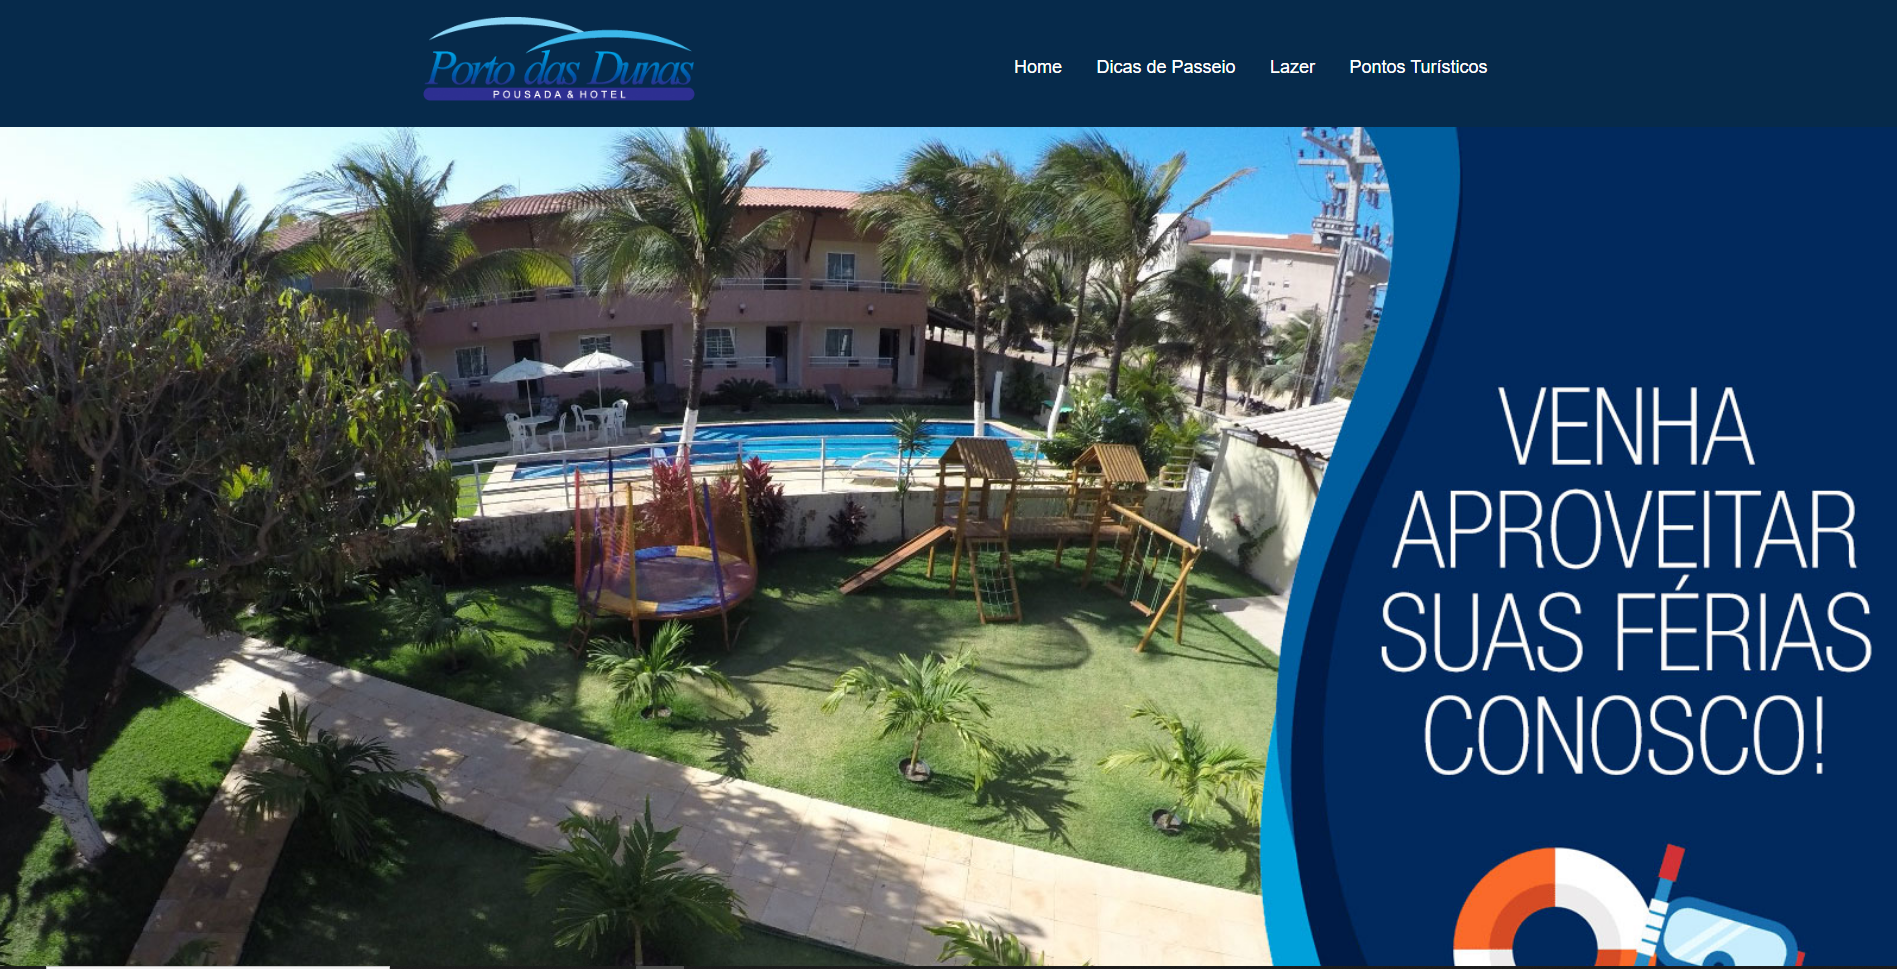 Porto das Dunas
POUSADA & HOTEL
Home
Dicas de Passeio
Lazer
Pontos Turísticos
VENHA
APROVEITAR
SUAS FÉRIAS
CONOSCO!